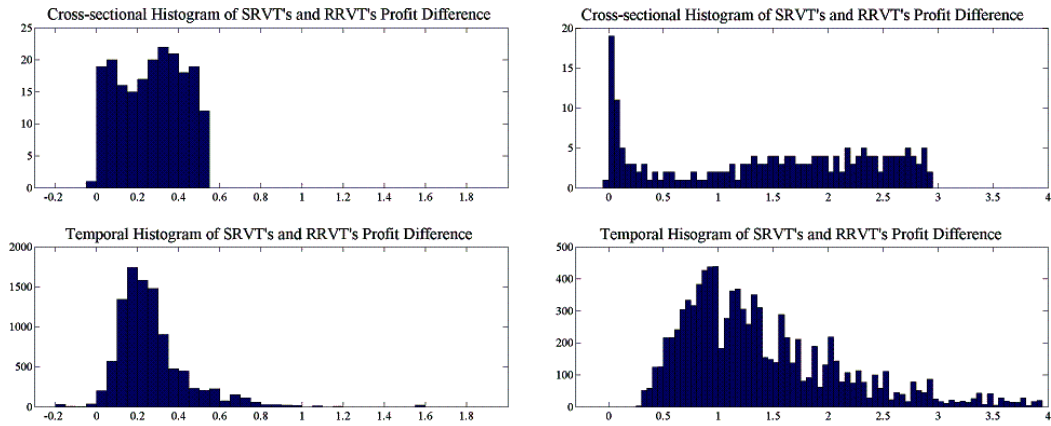 Cross-sectional Histogram of SRVT's and RRVT's Profit Difference
25
20
15
10
5
0
-0.2 0 0.2 0.4 0.6 0.8 1 1.2 1.4 1.6 1.8
Cross-sectional Histogram of SRVT's and RRVT's Profit Difference
20
15
10
5
0
0 0.5 1 1.5 2 2.5 3 3.5 4
Temporal Histogram of SRVT's and RRVT's Profit Difference
2000
1500
1000
500
0
-0.2 0 0.2 0.4 0.6 0.8 1 1.2 1.4 1.6 1.8
Temporal Hisogram of SRVT's and RRVT's Profit Difference
500
400
300
200
100
0
0 0.5 1 1.5 2 2.5 3 3.5 4